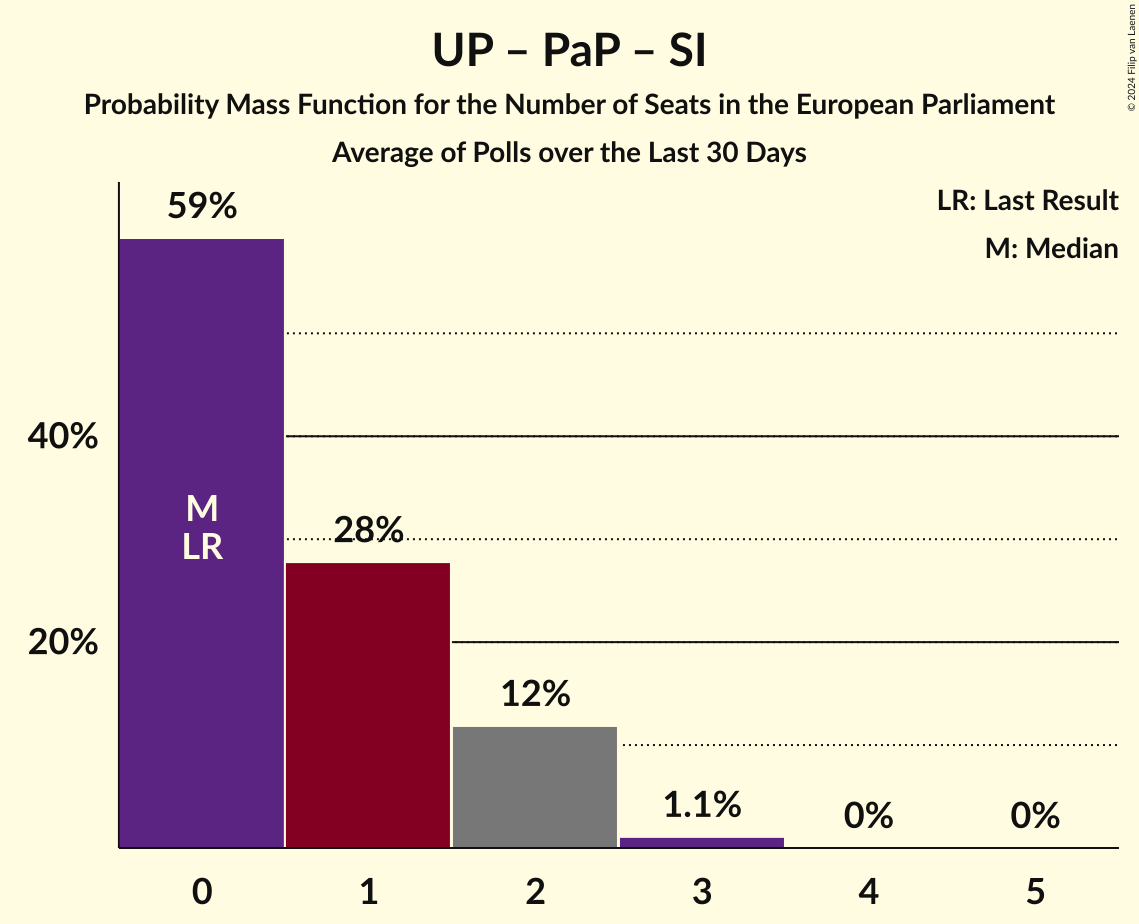 UP – PaP – SI
Probability Mass Function for the Number of Seats in the European Parliament
Average of Polls over the Last 30 Days
© 2024 Filip van Laenen
LR: Last Result
M: Median
59%
40%
M
LR
28%
20%
12%
1.1%
0%
0%
0
1
2
3
4
5